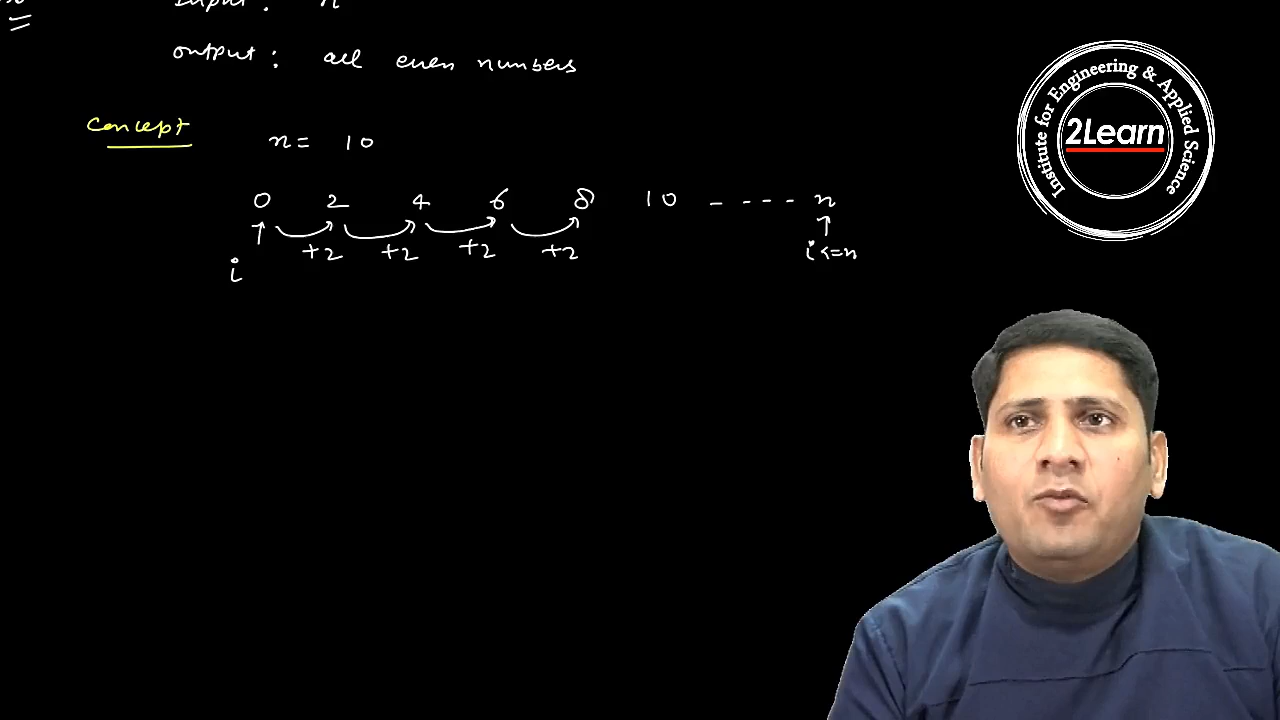 input : n
output : all even numbers
Concept
n = 10
0 2 4 6 8 10 - - - - n
+2 +2 +2 +2
i
i <= n
Institute for Engineering & Applied Science
2Learn